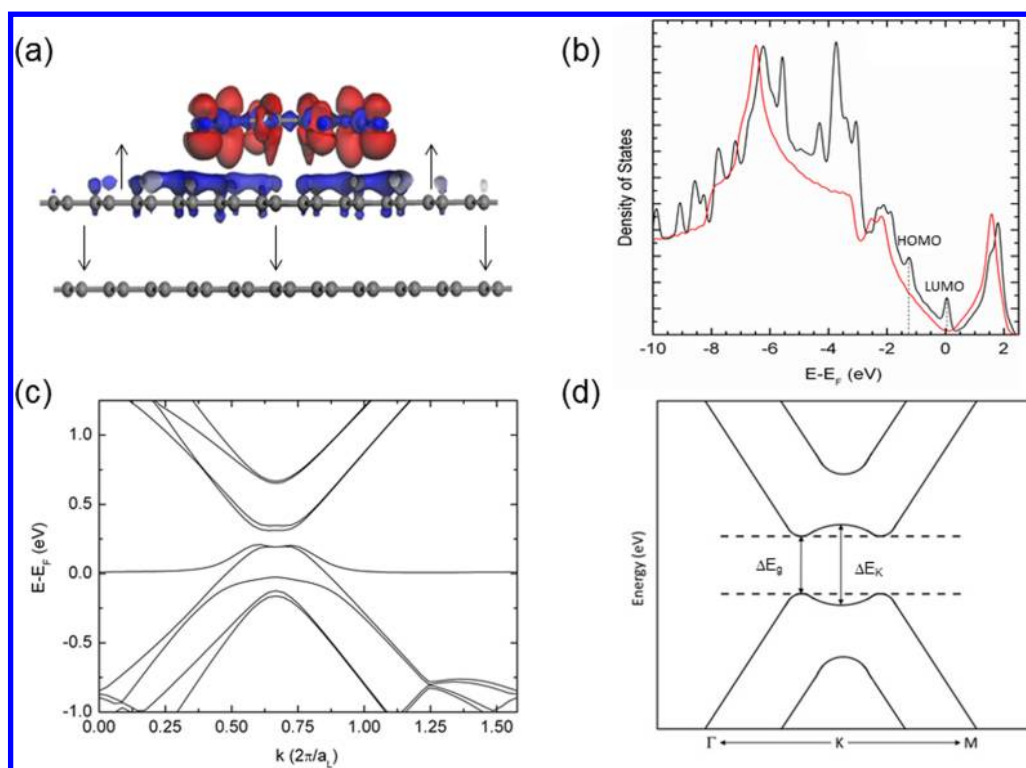 (a)
(b)
Density of States
HOMO
LUMO
-10 -8 -6 -4 -2 0 2
E-E_F (eV)
(c)
1.0
0.5
0.0
-0.5
-1.0
E-E_F (eV)
0.00 0.25 0.50 0.75 1.00 1.25 1.50
k (2π/a_L)
(d)
Energy (eV)
ΔE_g
ΔE_K
Γ K M